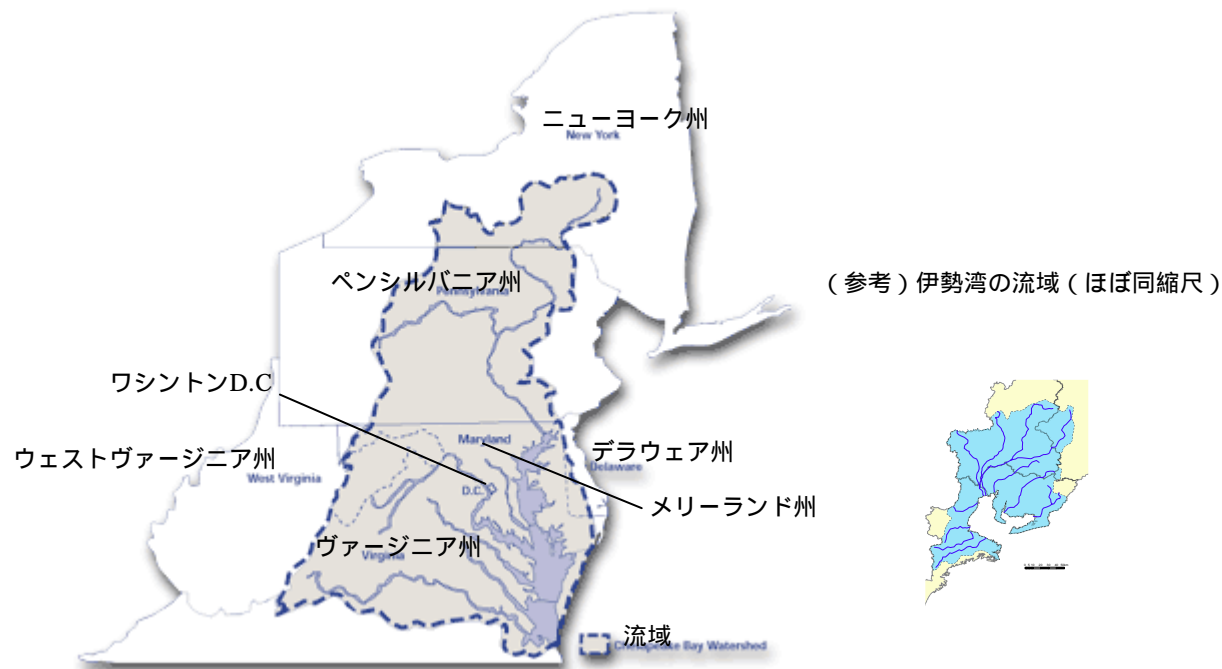 ニューヨーク州
New York
ペンシルバニア州
Pennsylvania
(参考)伊勢湾の流域(ほぼ同縮尺)
ワシントンD.C
Maryland
デラウェア州
Delaware
ウェストヴァージニア州
West Virginia
D.C.
メリーランド州
ヴァージニア州
Virginia
流域
Chesapeake Bay Watershed